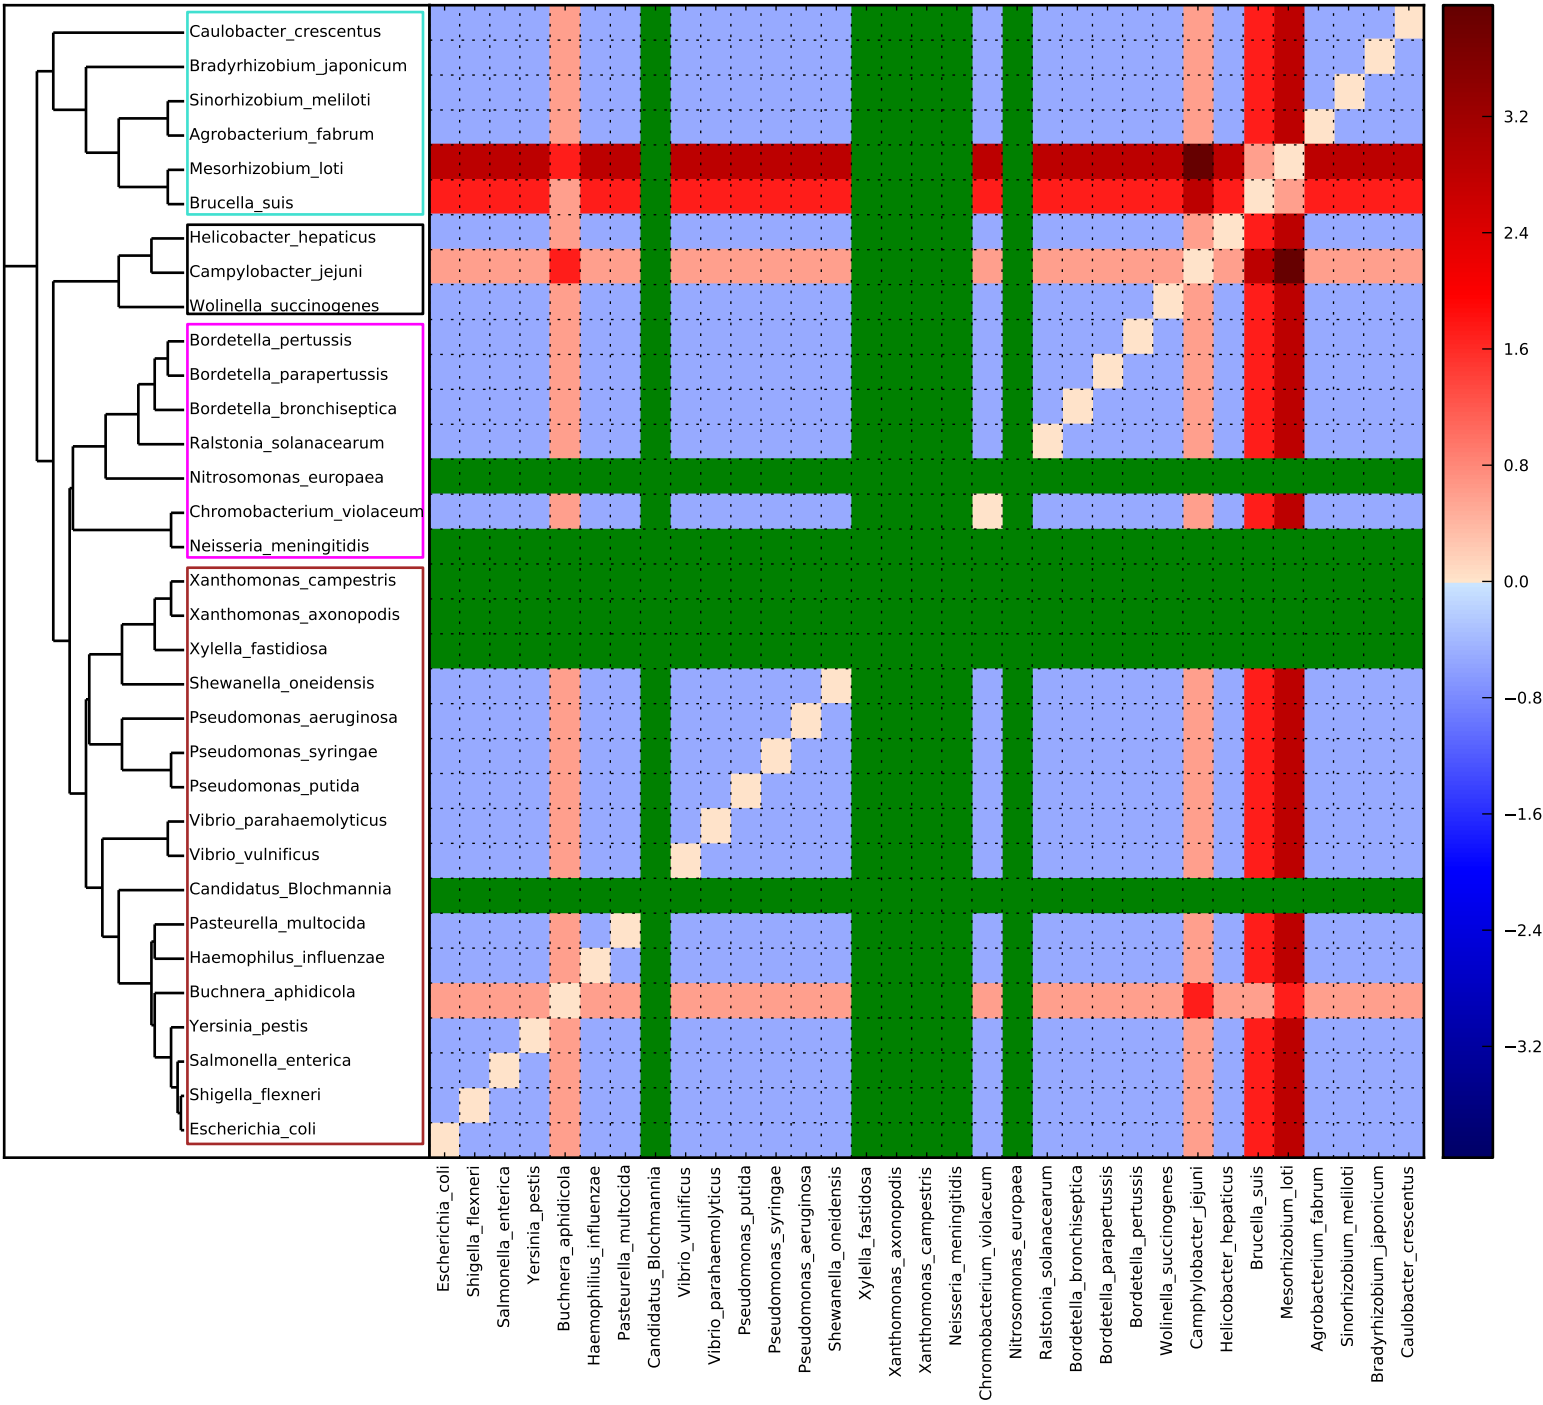 Caulobacter_crescentus
Bradyrhizobium_japonicum
Sinorhizobium_meliloti
Agrobacterium_fabrum
Mesorhizobium_loti
Brucella_suis
Helicobacter_hepaticus
Campylobacter_jejuni
Wolinella_succinogenes
Bordetella_pertussis
Bordetella_parapertussis
Bordetella_bronchiseptica
Ralstonia_solanacearum
Nitrosomonas_europaea
Chromobacterium_violaceum
Neisseria_meningitidis
Xanthomonas_campestris
Xanthomonas_axonopodis
Xylella_fastidiosa
Shewanella_oneidensis
Pseudomonas_aeruginosa
Pseudomonas_syringae
Pseudomonas_putida
Vibrio_parahaemolyticus
Vibrio_vulnificus
Candidatus_Blochmannia
Pasteurella_multocida
Haemophilus_influenzae
Buchnera_aphidicola
Yersinia_pestis
Salmonella_enterica
Shigella_flexneri
Escherichia_coli
Escherichia_coli
Shigella_flexneri
Salmonella_enterica
Yersinia_pestis
Buchnera_aphidicola
Haemophilius_influenzae
Pasteurella_multocida
Candidatus_Blochmannia
Vibrio_vulnificus
Vibrio_parahaemolyticus
Pseudomonas_putida
Pseudomonas_syringae
Pseudomonas_aeruginosa
Shewanella_oneidensis
Xylella_fastidosa
Xanthomonas_axonopodis
Xanthomonas_campestris
Neisseria_meningitidis
Chromobacterium_violaceum
Nitrosomonas_europaea
Ralstonia_solanacearum
Bordetella_bronchiseptica
Bordetella_parapertussis
Bordetella_pertussis
Wolinella_succinogenes
Camphylobacter_jejuni
Helicobacter_hepaticus
Brucella_suis
Mesorhizobium_loti
Agrobacterium_fabrum
Sinorhizobium_meliloti
Bradyrhizobium_japonicum
Caulobacter_crescentus
3.2
2.4
1.6
0.8
0.0
−0.8
−1.6
−2.4
−3.2